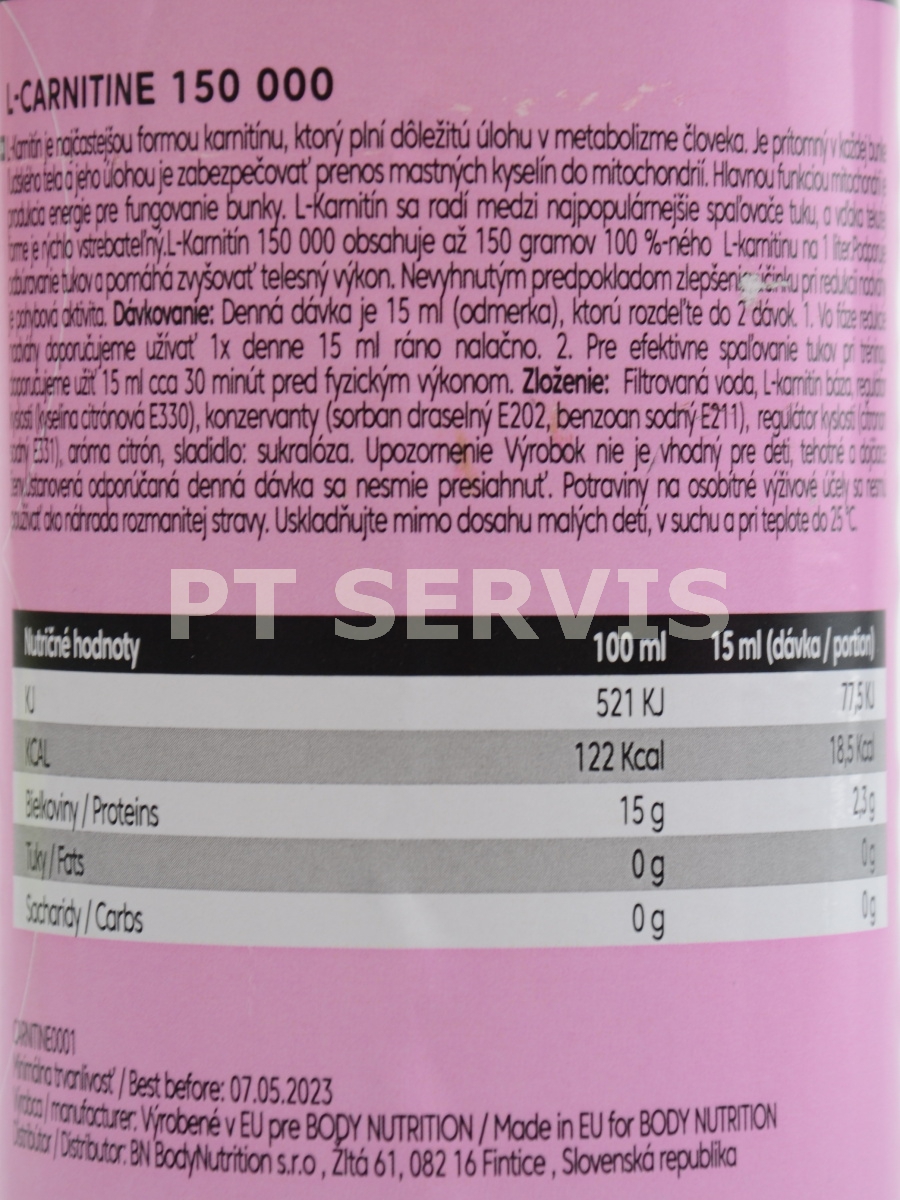 L-CARNITINE 150 000
L-Karnitín je najčastejšou formou karnitínu, ktorý plní dôležitú úlohu v metabolizme človeka. Je prítomný v každej bunke
ľudského tela a jeho úlohou je zabezpečovať prenos mastných kyselín do mitochondrií. Hlavnou funkciou mitochondrií je
produkcia energie pre fungovanie bunky. L-Karnitín sa radí medzi najpopulárnejšie spaľovače tuku, a vďaka tekutej
forme je rýchlo vstrebateľný.L-Karnitín 150 000 obsahuje až 150 gramov 100 %-ného L-karnitínu na 1 liter.Podporuje
odbúravanie tukov a pomáhá zvyšovať telesný výkon. Nevyhnutým predpokladom zlepšenia účinku pri redukcii nadváhy
je pohybová aktivita. Dávkovanie: Denná dávka je 15 ml (odmerka), ktorú rozdeľte do 2 dávok. 1. Vo fáze redukcie
nadváhy doporučujeme užívať 1x denne 15 ml ráno nalačno. 2. Pre efektivne spaľovanie tukov pri tréningu
doporučujeme užiť 15 ml cca 30 minút pred fyzickým výkonom. Zloženie: Filtrovaná voda, L-karnitín báza, regulátor
kyslosti (kyselina citrónová E330), konzervanty (sorban draselný E202, benzoan sodný E211), regulátor kyslosti (citronan
sodný E331), aróma citrón, sladidlo: sukralóza. Upozornenie Výrobok nie je vhodný pre deti, tehotné a dojčiace
ženy.Ustanovená odporúčaná denná dávka sa nesmie presiahnuť. Potraviny na osobitné výživové účely sa nesmú
používať ako náhrada rozmanitej stravy. Uskladňujte mimo dosahu malých detí, v suchu a pri teplote do 25 °C.
PT SERVIS
Nutričné hodnoty 100 ml 15 ml (dávka / portion)
KJ 521 KJ 77,5 KJ
KCAL 122 Kcal 18,5 Kcal
Bielkoviny / Proteins 15 g 2,3 g
Tuky / Fats 0 g 0 g
Sacharidy / Carbs 0 g 0 g
CARNITINE0001
Minimálna trvanlivosť / Best before: 07.05.2023
Výrobca / manufacturer: Výrobené v EU pre BODY NUTRITION / Made in EU for BODY NUTRITION
Distribútor / Distributor: BN BodyNutrition s.r.o , Žltá 61, 082 16 Fintice , Slovenská republika